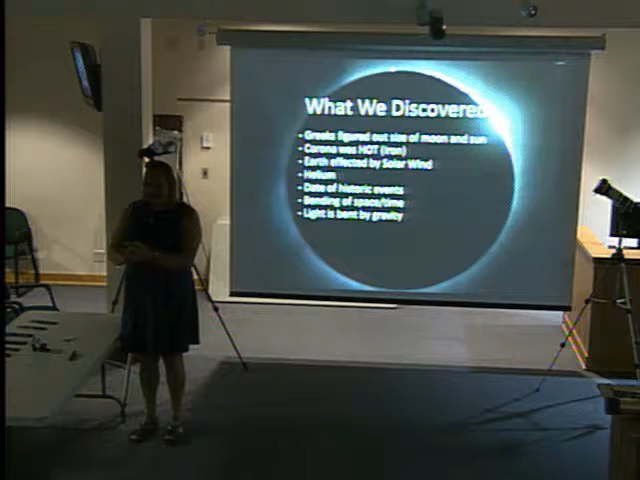 What We Discovered
- Greeks figured out size of moon and sun
- Corona was HOT (Iron)
- Earth effected by Solar Wind
- Helium
- Date of historic events
- Bending of space/time
- Light is bent by gravity